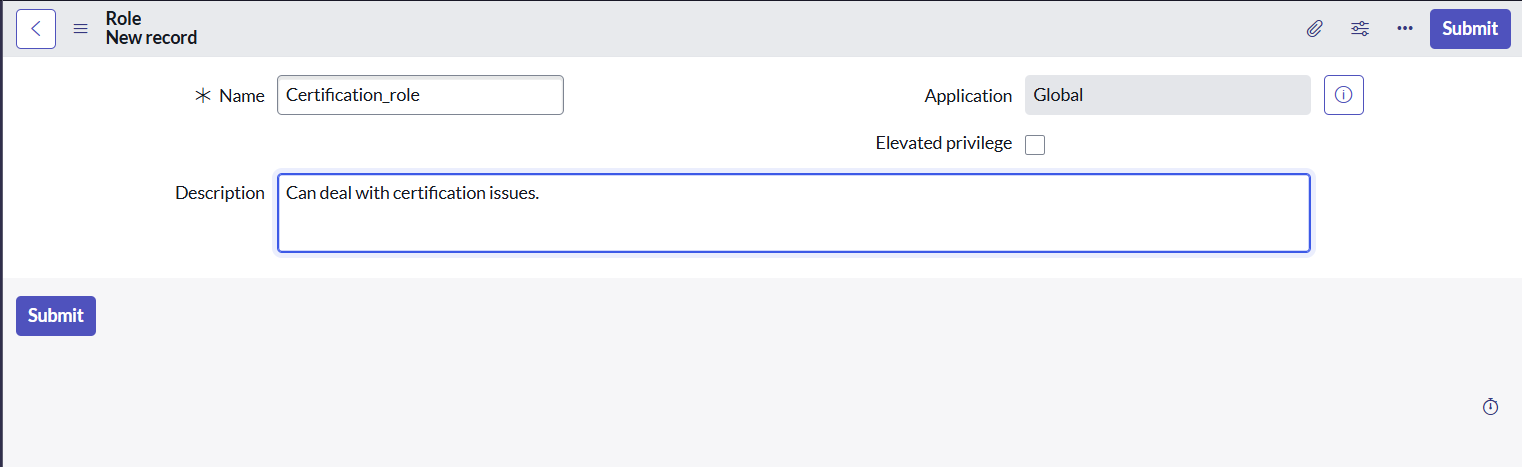 Role
New record
Submit
Name
Certification_role
Application
Global
Elevated privilege
Description
Can deal with certification issues.
Submit